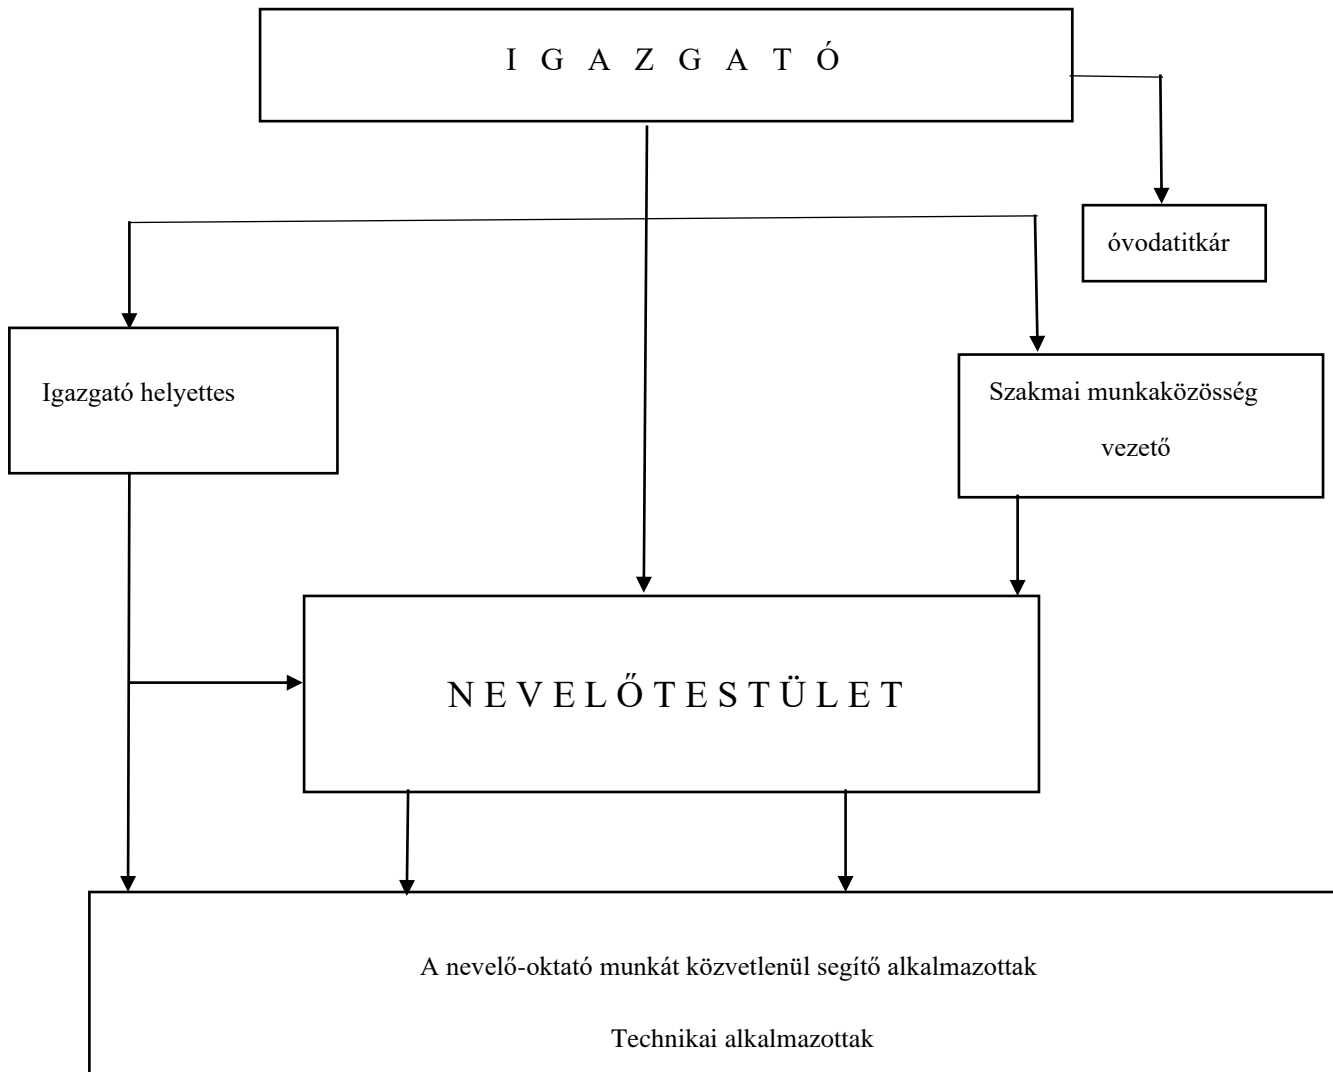 I G A Z G A T Ó
óvodatitkár
Igazgató helyettes
Szakmai munkaközösség
vezető
N E V E L Ő T E S T Ü L E T
A nevelő-oktató munkát közvetlenül segítő alkalmazottak
Technikai alkalmazottak